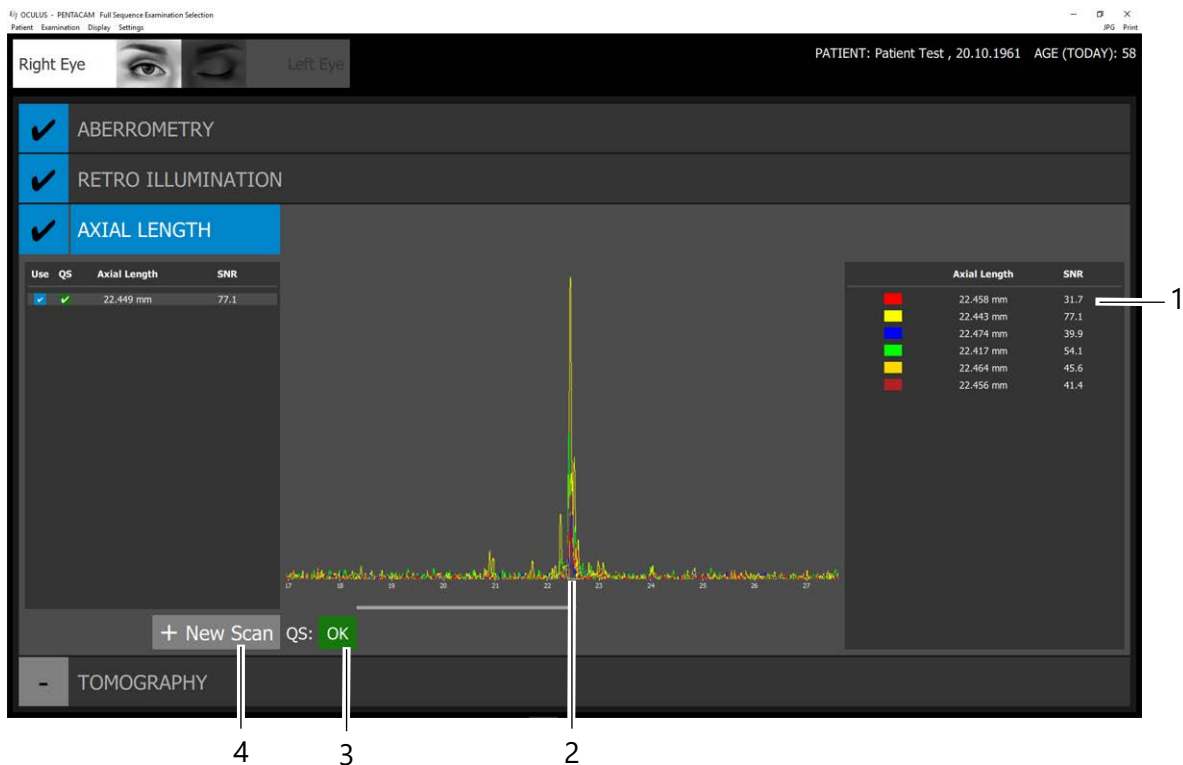 OCULUS - PENTACAM Full Sequence Examination Selection
Patient Examination Display Settings
JPG Print
Right Eye
Left Eye
PATIENT: Patient Test , 20.10.1961 AGE (TODAY): 58
ABERROMETRY
RETRO ILLUMINATION
AXIAL LENGTH
Use QS Axial Length SNR
22.449 mm 77.1
Axial Length SNR
22.458 mm 31.7
22.443 mm 77.1
22.474 mm 39.9
22.417 mm 54.1
22.464 mm 45.6
22.456 mm 41.4
1
17 18 19 20 21 22 23 24 25 26 27
+ New Scan QS: OK
- TOMOGRAPHY
4 3 2